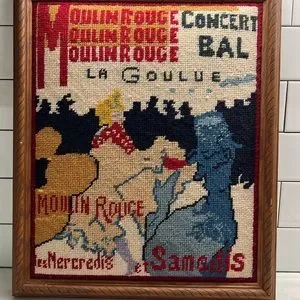 MOULIN ROUGE CONCERT
MOULIN ROUGE BAL
MOULIN ROUGE
LA GOULUE
MOULIN ROUGE
Les Mercredis et Samedis